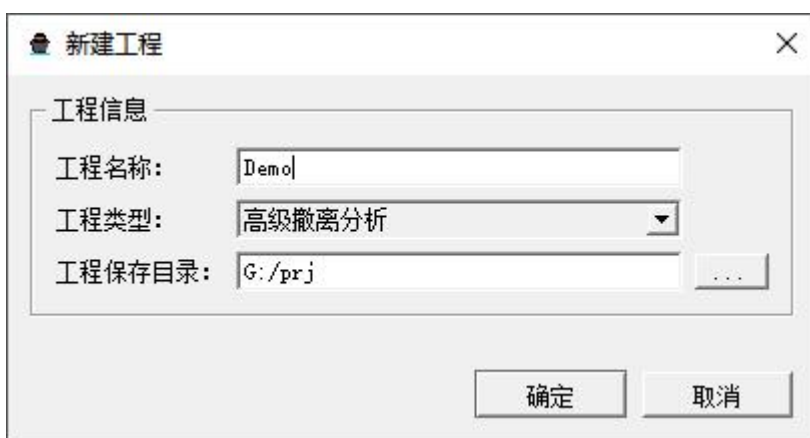 新建工程
工程信息
工程名称: Demo
工程类型: 高级撤离分析
工程保存目录: G:/prj ...
确定 取消